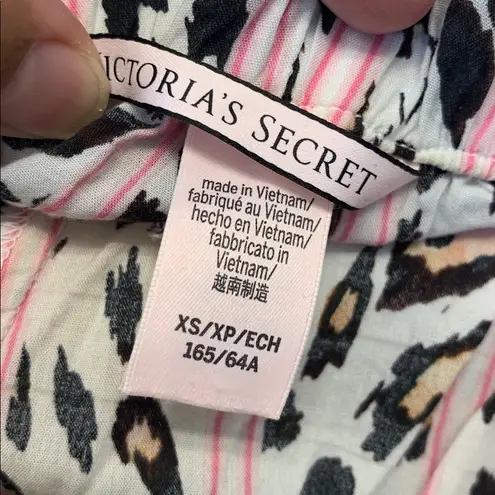 VICTORIA'S SECRET
made in Vietnam/
fabriqué au Vietnam/
hecho en Vietnam/
fabbricato in
Vietnam/
越南制造
XS/XP/ECH
165/64A